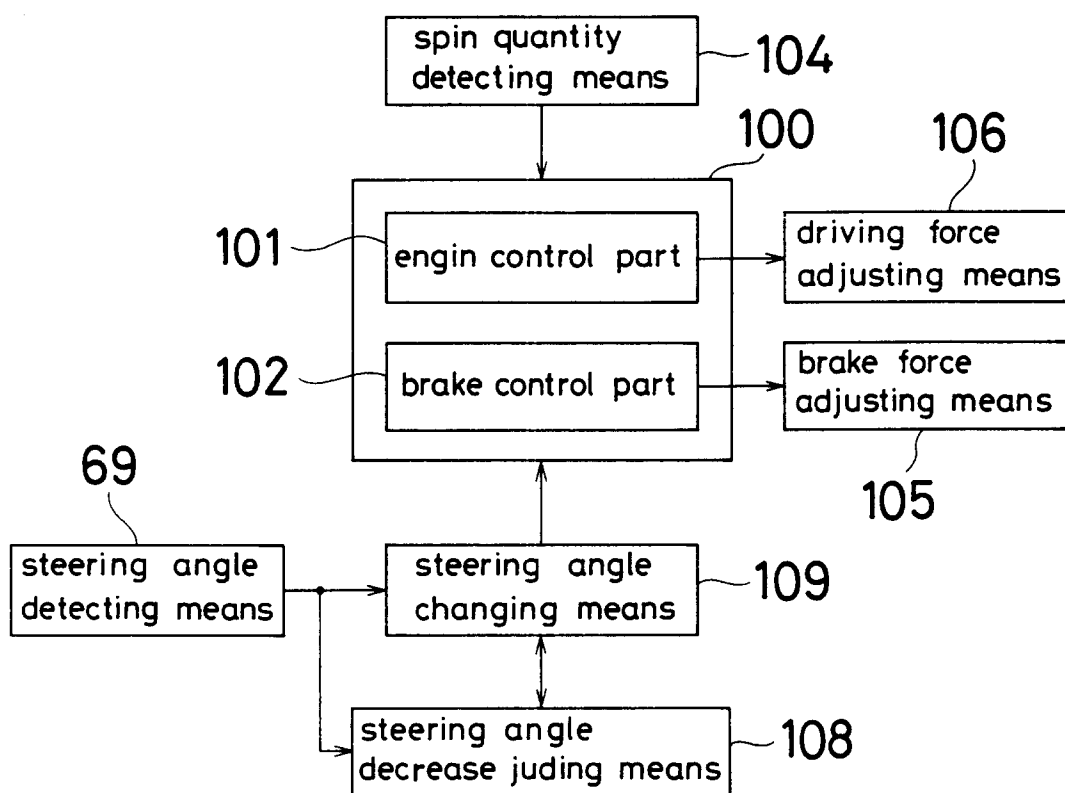 spin quantity
detecting means
104
100
106
101
engin control part
driving force
adjusting means
102
brake control part
brake force
adjusting means
105
69
steering angle
detecting means
steering angle
changing means
109
steering angle
decrease juding means
108